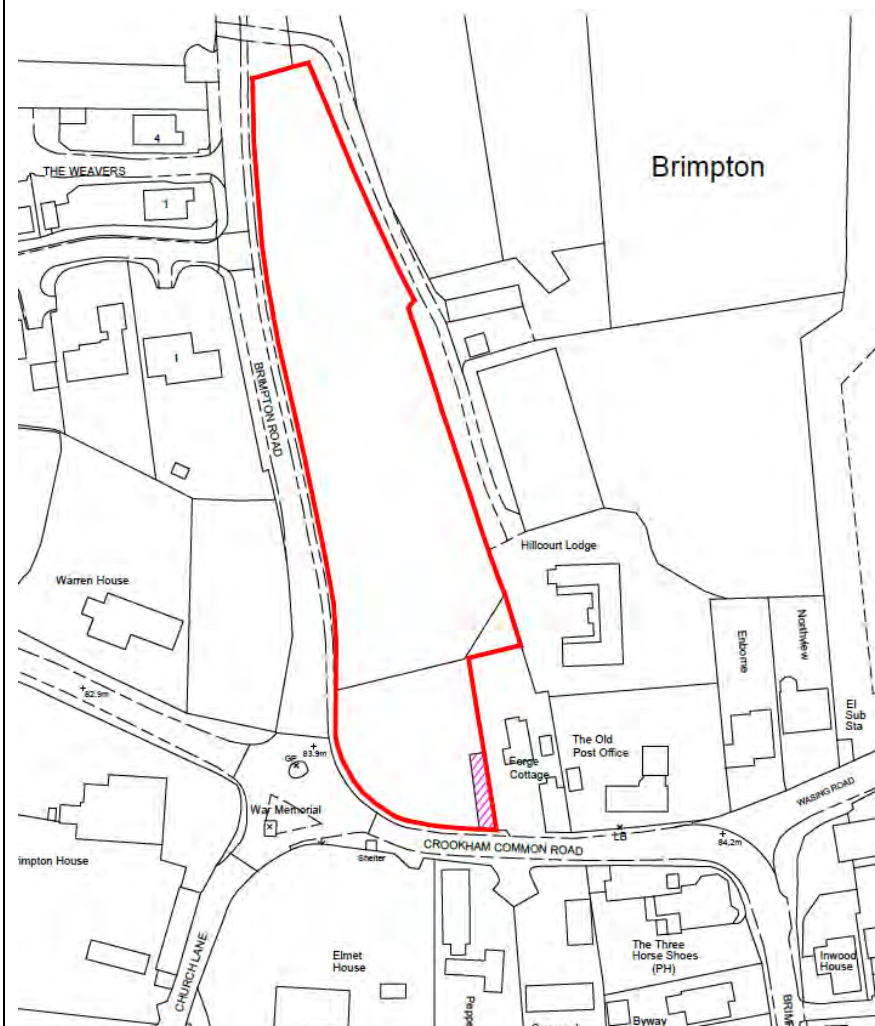 4
THE WEAVERS
1
Brimpton
1
BRIMPTON ROAD
Hillcourt Lodge
Warren House
Enborne
Northview
82.9m
El
Sub
Sta
GP
83.9m
The Old
Post Office
Forge
Cottage
War Memorial
WASING ROAD
LB
84.2m
CROOKHAM COMMON ROAD
Shelter
rimpton House
CHURCH LANE
Elmet
House
The Three
Horse Shoes
(PH)
Inwood
House
Peppe
Byway
BRIM